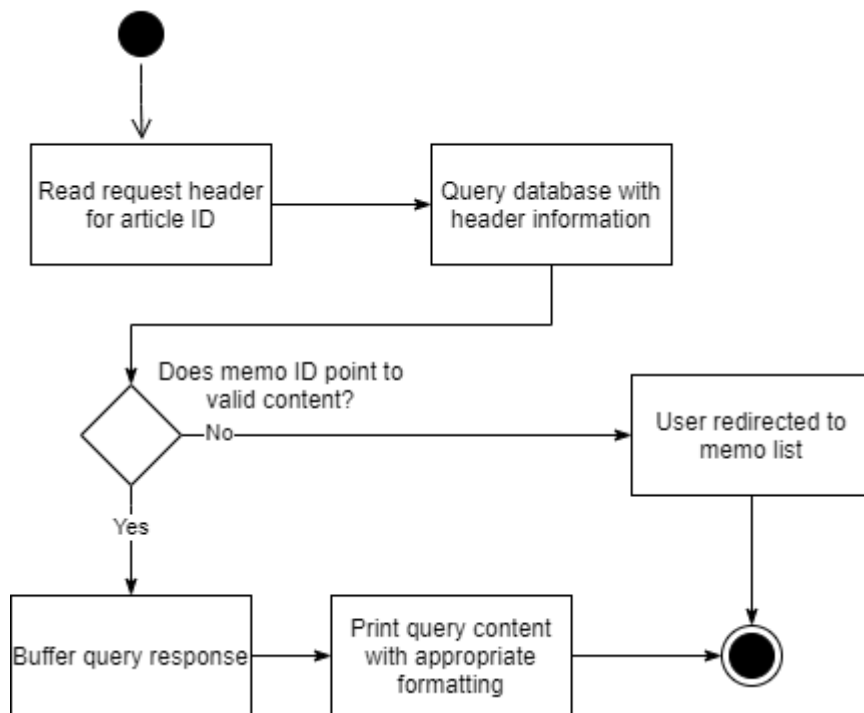 Read request header
for article ID
Query database with
header information
Does memo ID point to
valid content?
No
User redirected to
memo list
Yes
Buffer query response
Print query content
with appropriate
formatting